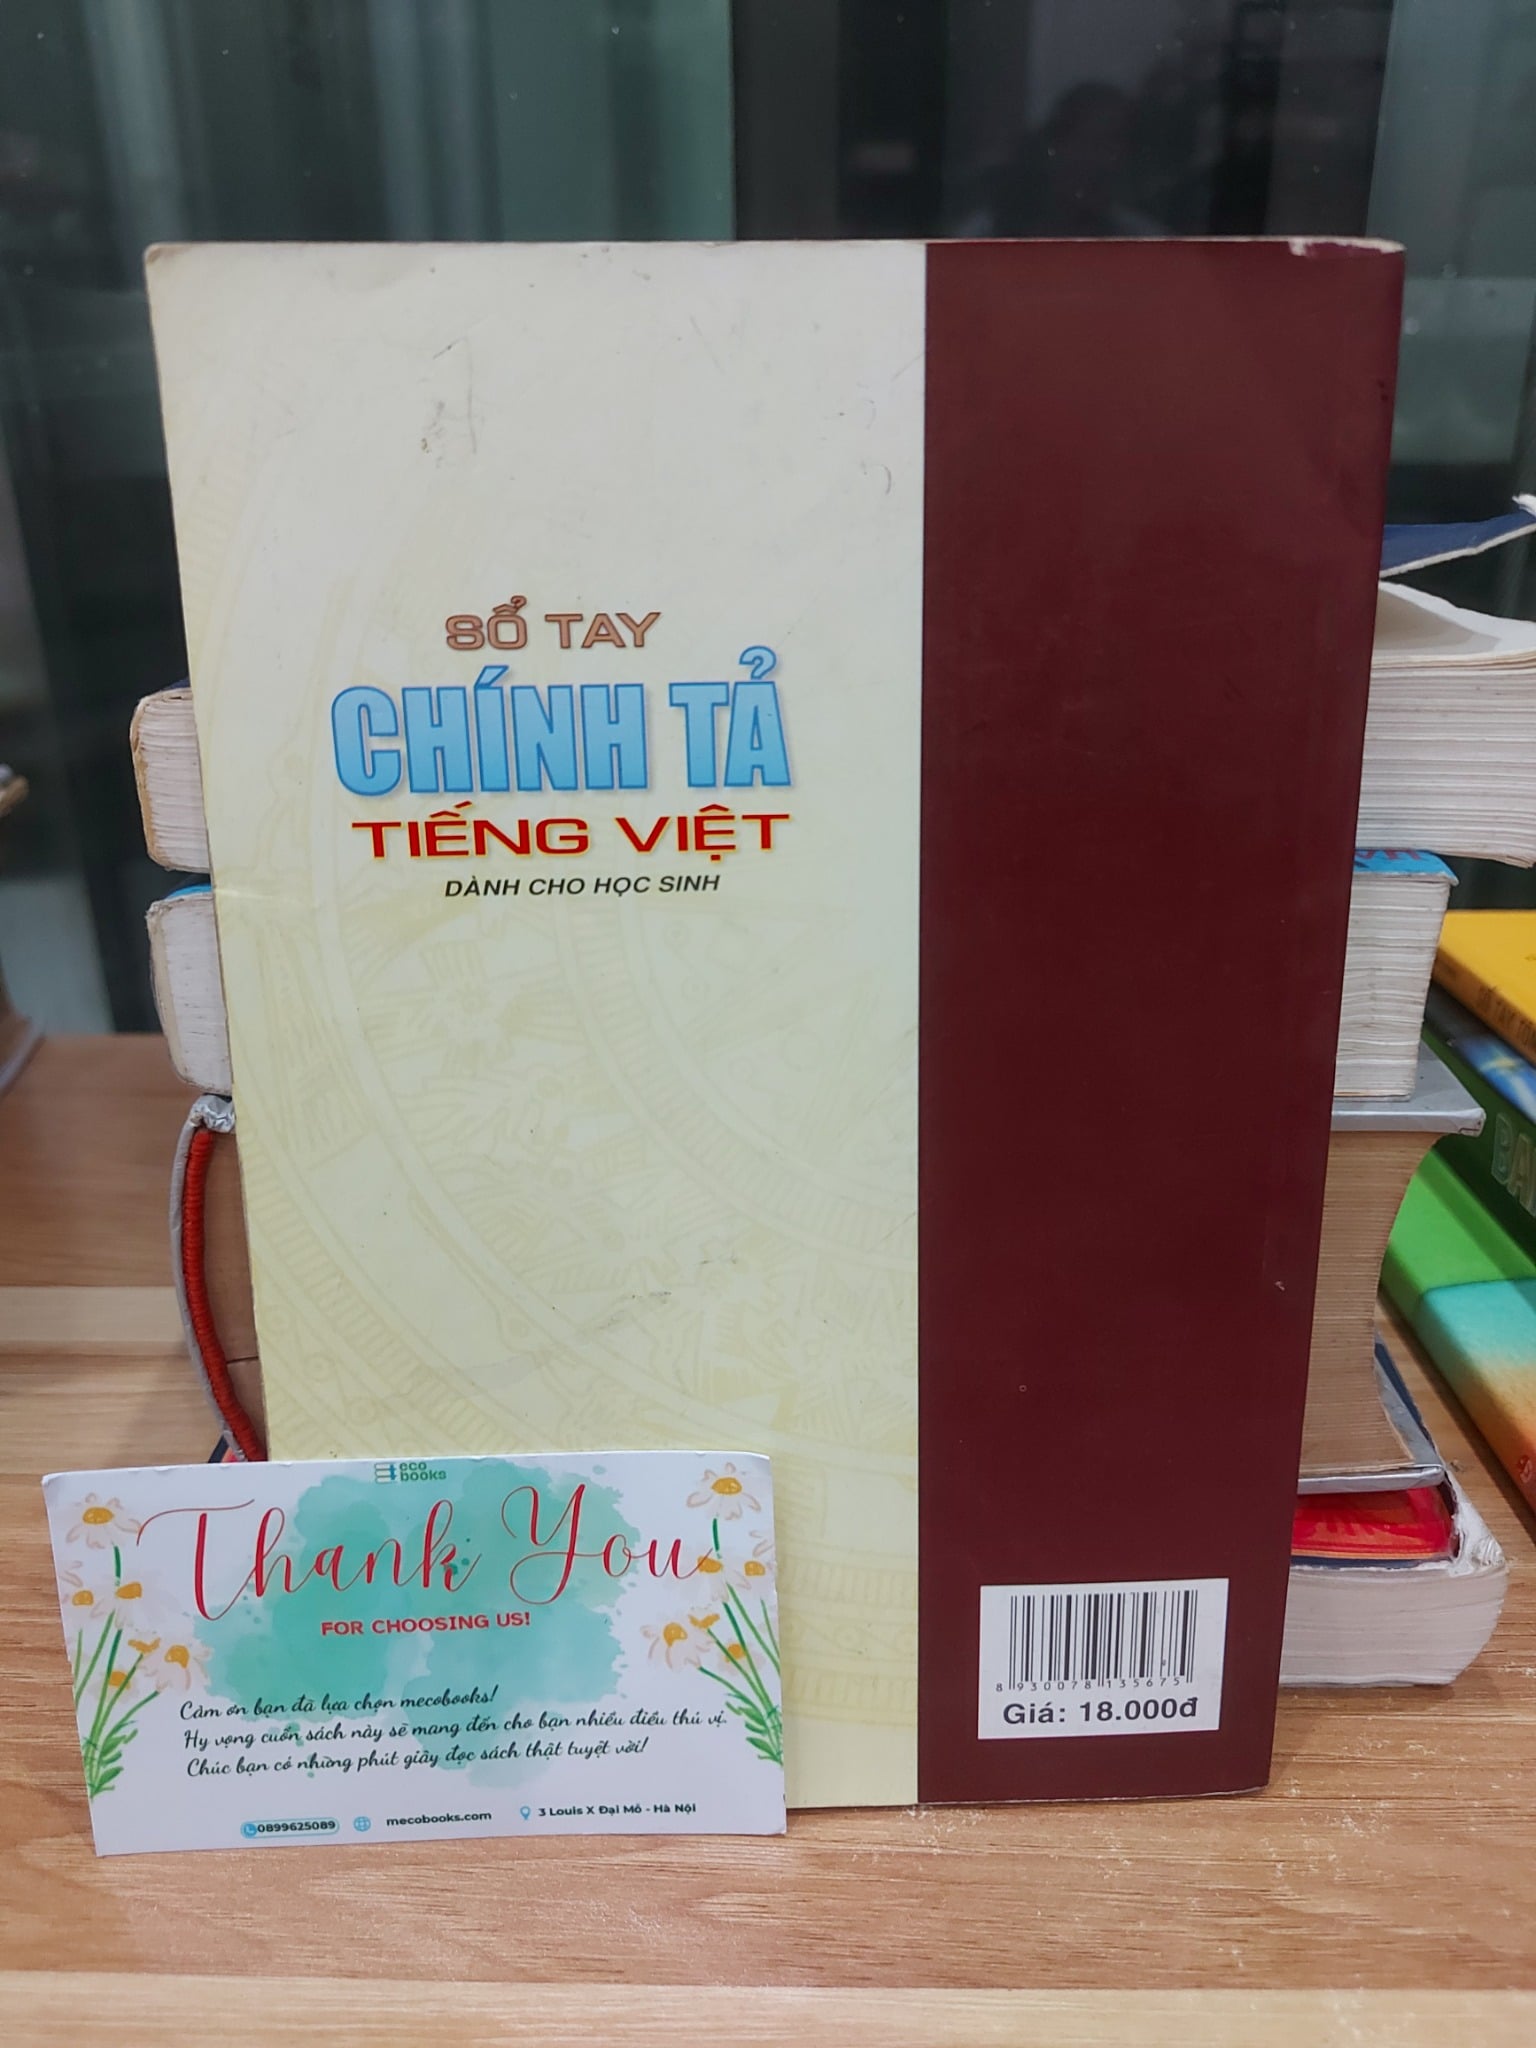 SỔ TAY
CHÍNH TẢ
TIẾNG VIỆT
DÀNH CHO HỌC SINH
SỔ TAY
BA
8 930078 135675
Giá: 18.000đ
eco
books
Thank You
FOR CHOOSING US!
Cảm ơn bạn đã lựa chọn mecobooks!
Hy vọng cuốn sách này sẽ mang đến cho bạn nhiều điều thú vị.
Chúc bạn có những phút giây đọc sách thật tuyệt vời!
0899625089 mecobooks.com 3 Louis X Đại Mỗ - Hà Nội